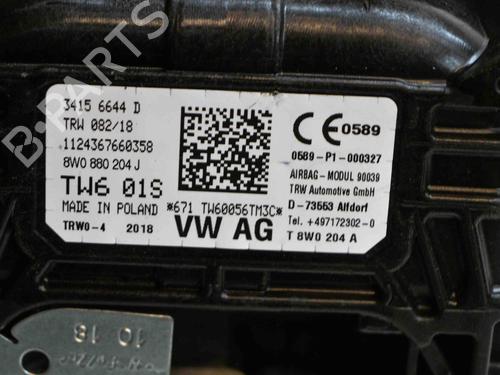 B-PARTS
3415 6644 D
TRW 082/18
1124367660358
8W0 880 204 J
TW6 01S
MADE IN POLAND
TRW0-4 2018
*671 TW60056TM3C*
VW AG
CE 0589
0589-P1-000327
AIRBAG-MODUL 90039
TRW Automotive GmbH
D-73553 Alfdorf
Tel. +497172302-0
T 8W0 204 A
10 18